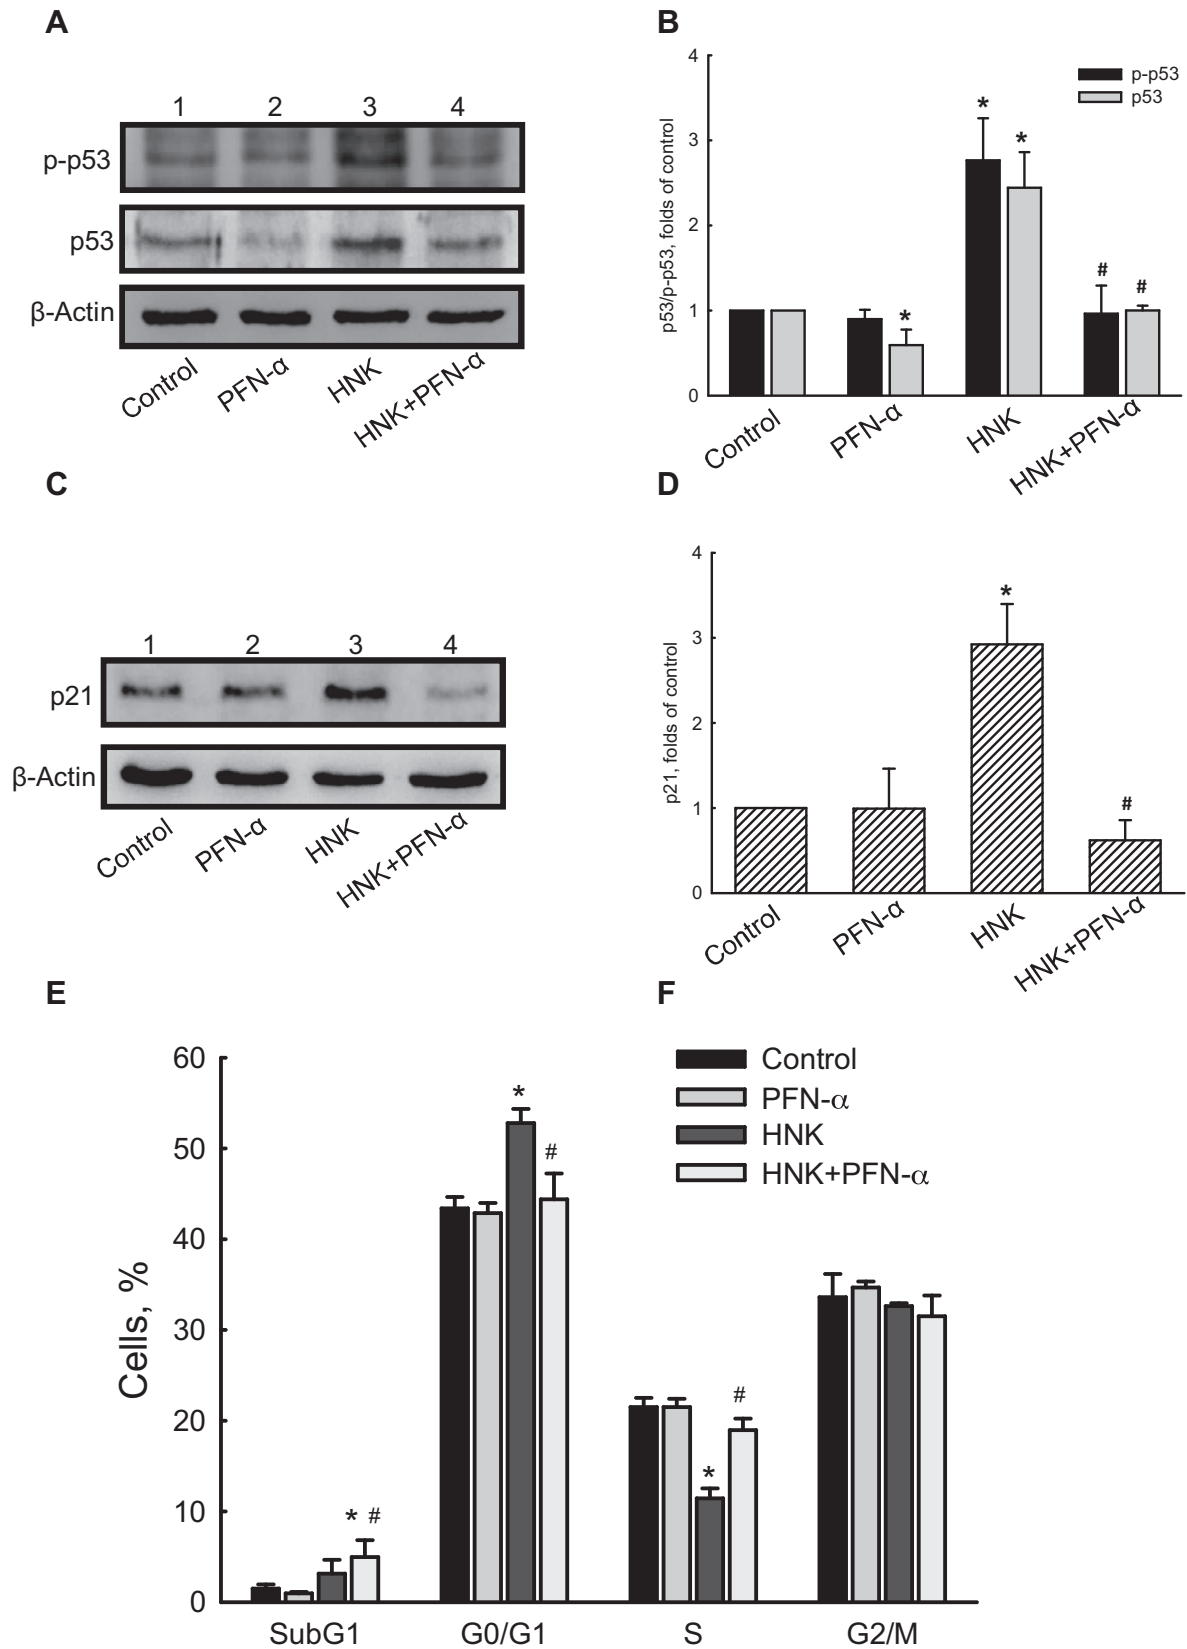 A
1 2 3 4
p-p53
p53
β-Actin
Control PFN-α HNK HNK+PFN-α
B
p53/p-p53, folds of control
4
3
2
1
0
p-p53
p53
*
*
*
#
#
Control PFN-α HNK HNK+PFN-α
C
1 2 3 4
p21
β-Actin
Control PFN-α HNK HNK+PFN-α
D
p21, folds of control
4
3
2
1
0
*
#
Control PFN-α HNK HNK+PFN-α
E
Cells, %
60
50
40
30
20
10
0
* #
*
#
*
#
SubG1 G0/G1 S G2/M
F
Control
PFN-α
HNK
HNK+PFN-α